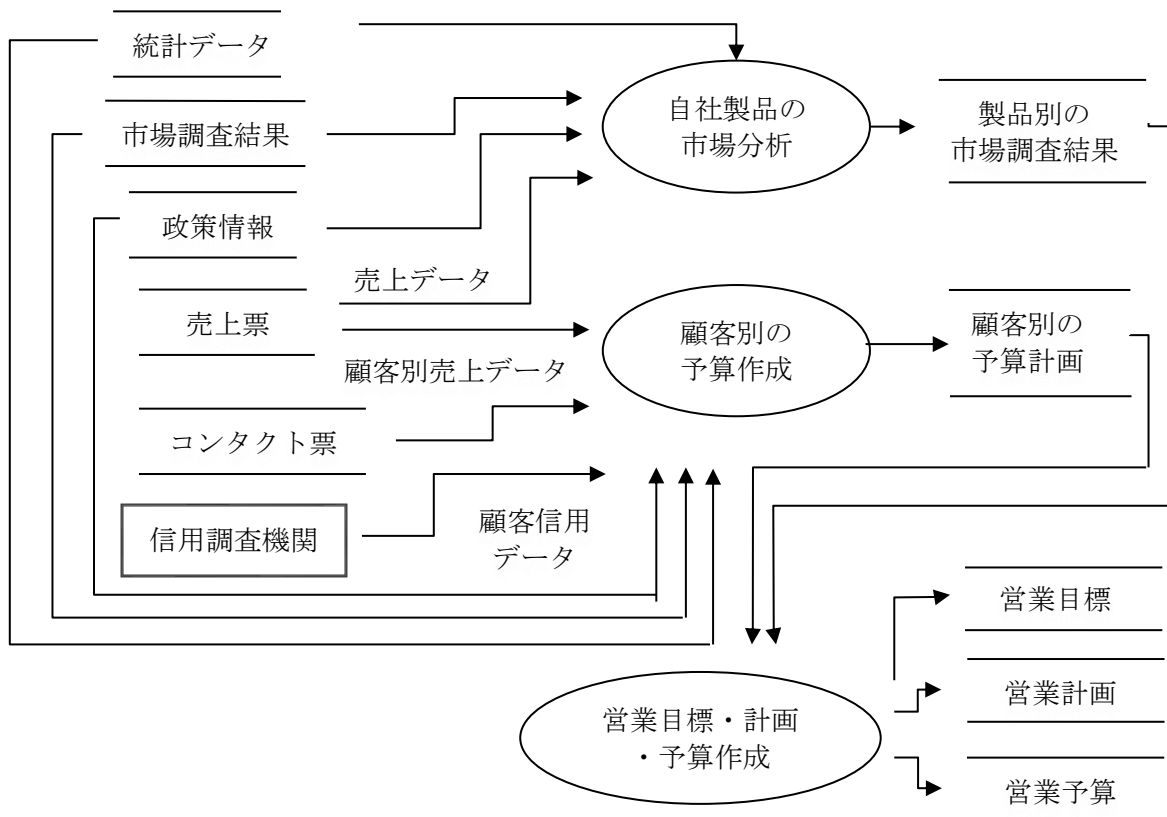 統計データ
市場調査結果
政策情報
売上データ
売上票
顧客別売上データ
コンタクト票
信用調査機関
顧客信用
データ
自社製品の
市場分析
製品別の
市場調査結果
顧客別の
予算作成
顧客別の
予算計画
営業目標・計画
・予算作成
営業目標
営業計画
営業予算